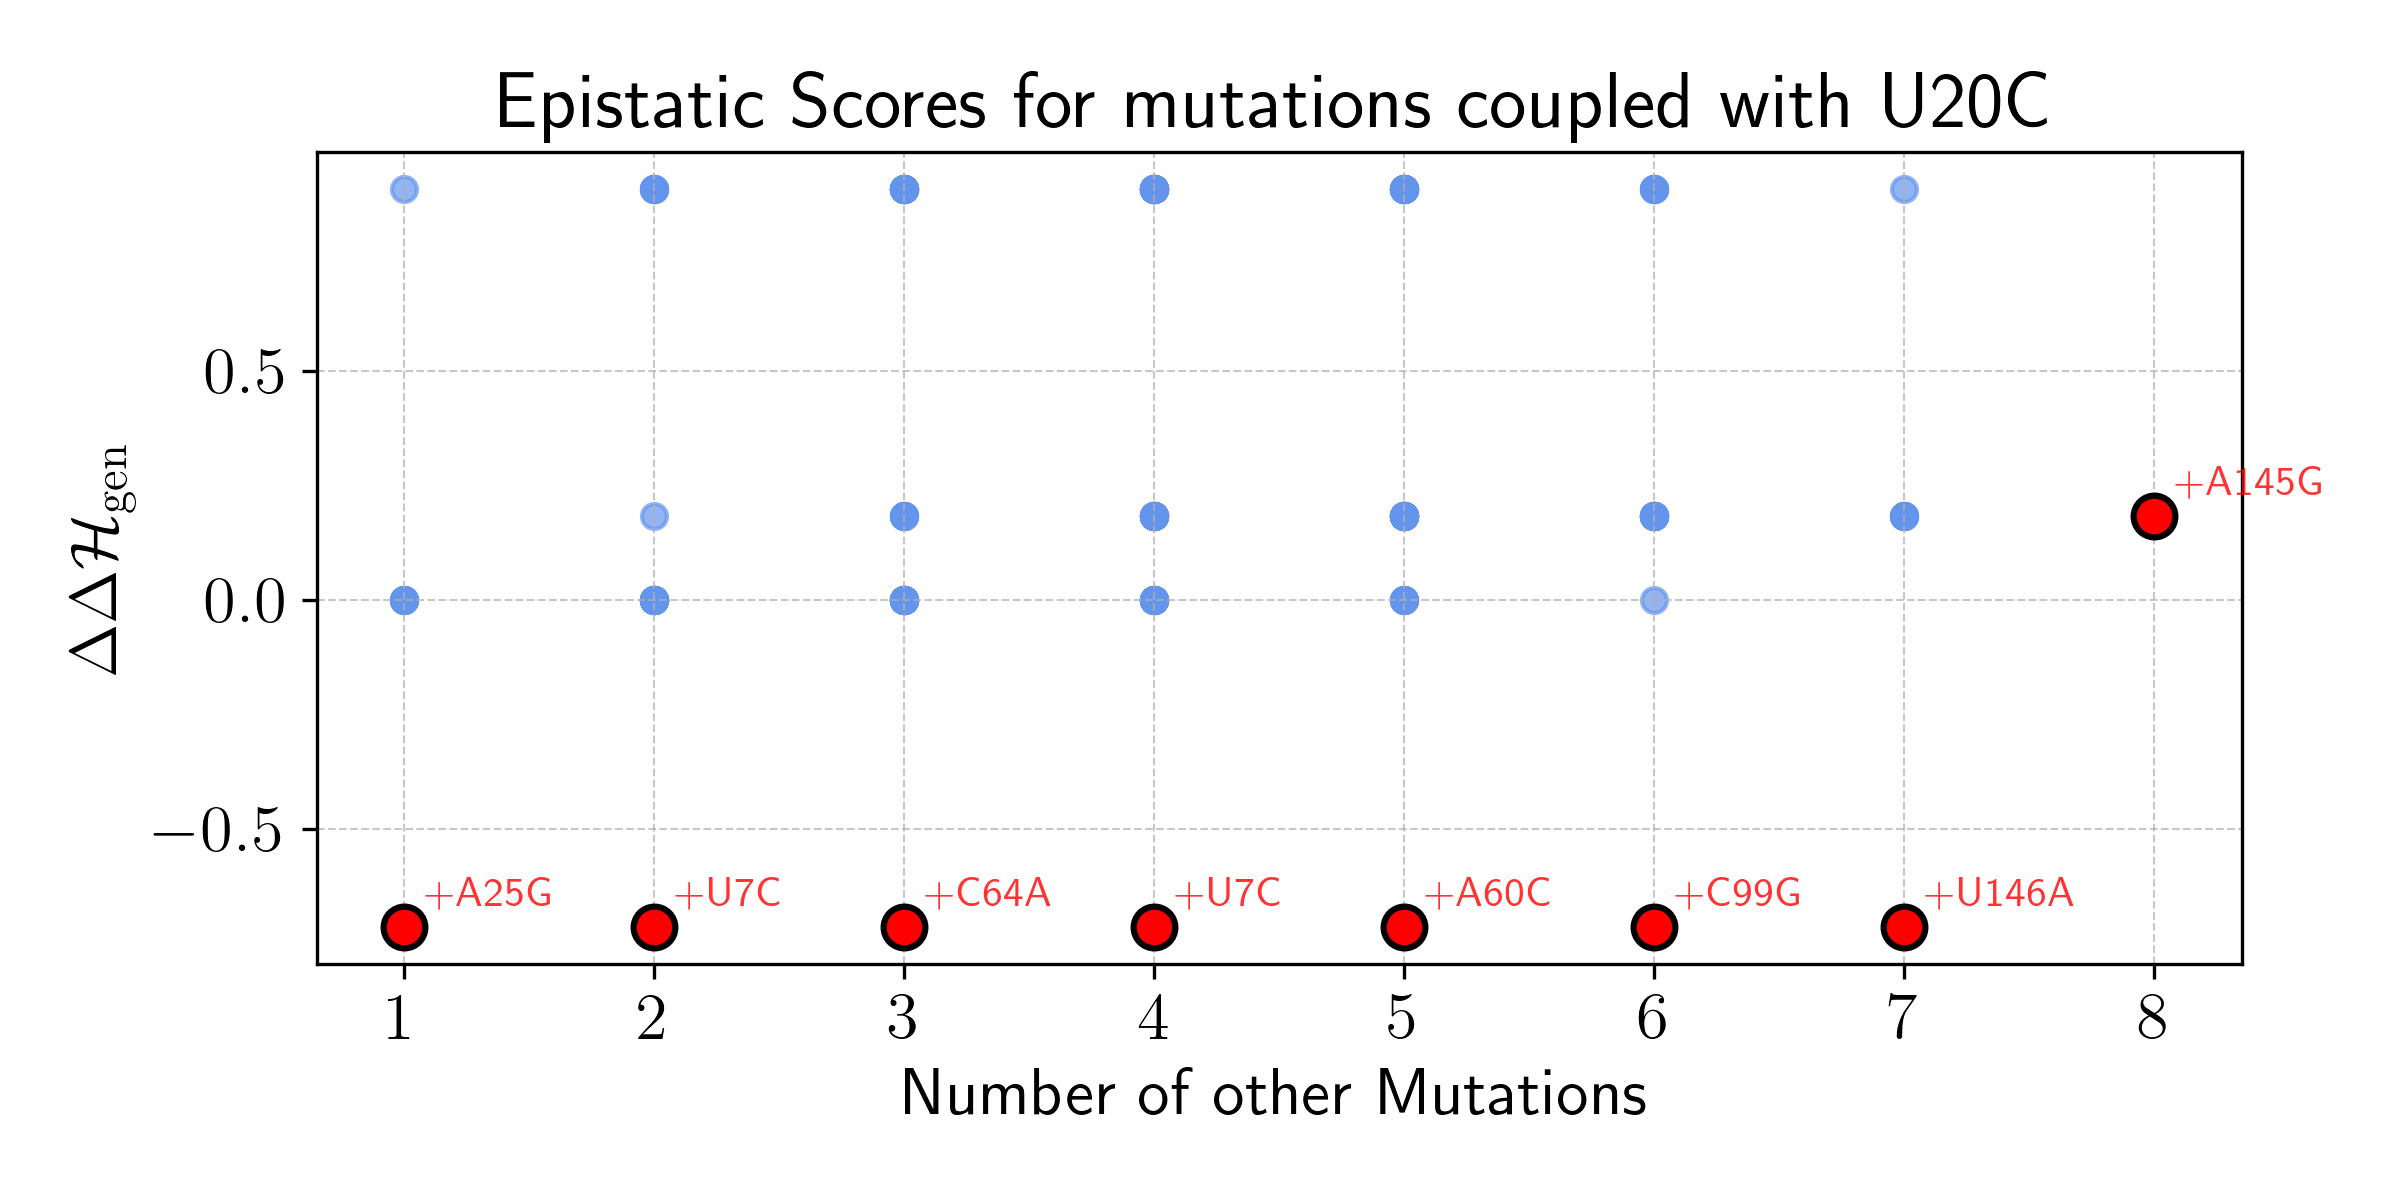 Epistatic Scores for mutations coupled with U20C
0.5
0.0
−0.5
ΔΔℋgen
+A145G
+A25G
+U7C
+C64A
+U7C
+A60C
+C99G
+U146A
1 2 3 4 5 6 7 8
Number of other Mutations